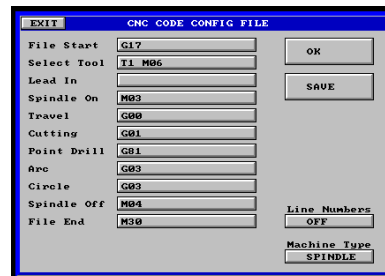 EXIT CNC CODE CONFIG FILE
File Start G17
Select Tool T1 M06
Lead In
Spindle On M03
Travel G00
Cutting G01
Point Drill G81
Arc G03
Circle G03
Spindle Off M04
File End M30
OK
SAVE
Line Numbers
OFF
Machine Type
SPINDLE